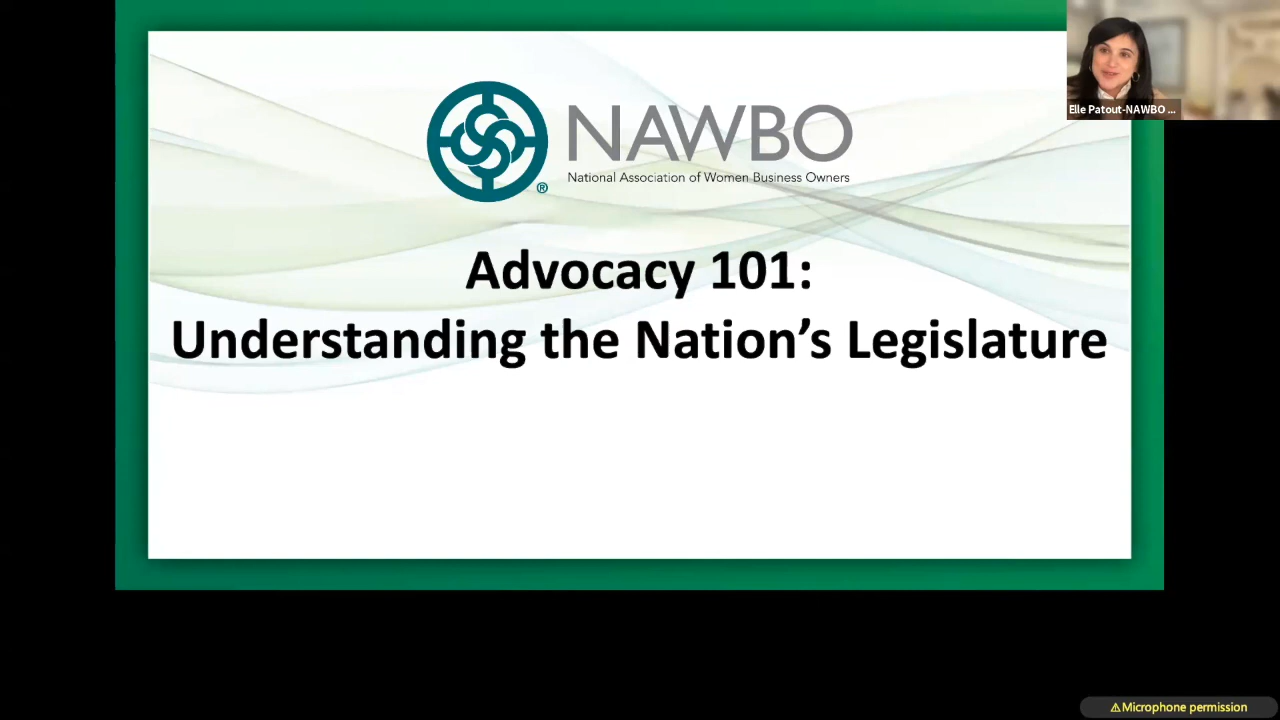 NAWBO
National Association of Women Business Owners
®
Elle Patout-NAWBO ...
Advocacy 101:
Understanding the Nation’s Legislature
⚠Microphone permission